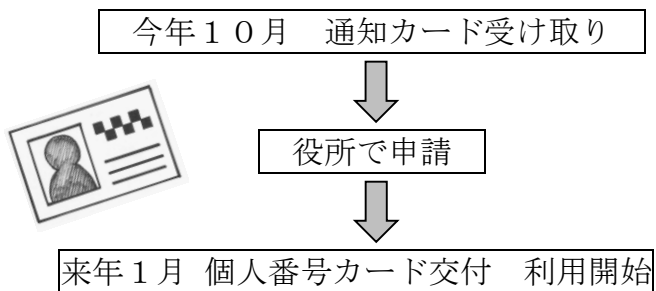 今年１０月　通知カード受け取り
役所で申請
来年１月 個人番号カード交付　利用開始